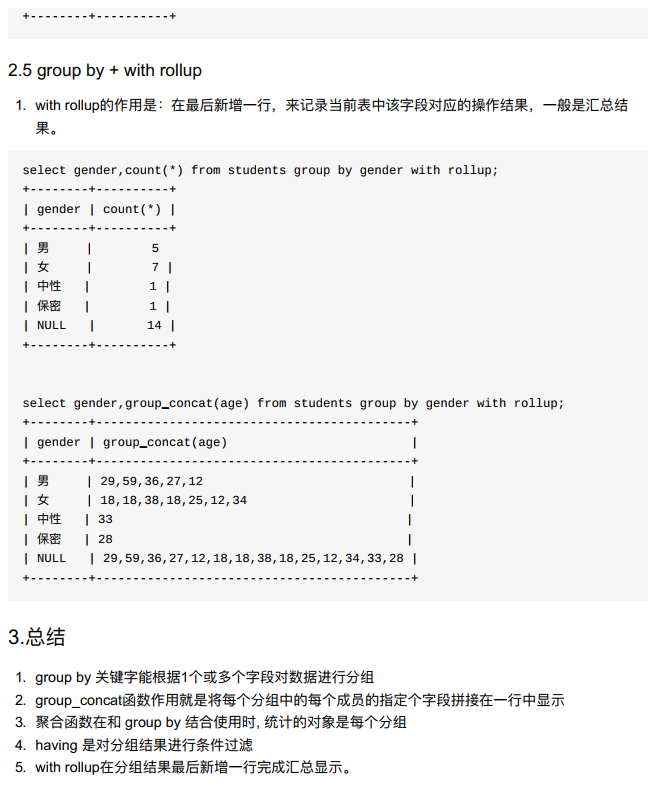 +--------+----------+
2.5 group by + with rollup
1. with rollup的作用是：在最后新增一行，来记录当前表中该字段对应的操作结果，一般是汇总结
果。
select gender,count(*) from students group by gender with rollup;
+--------+----------+
| gender | count(*) |
+--------+----------+
| 男     |        5
| 女     |        7 |
| 中性   |        1 |
| 保密   |        1 |
| NULL   |       14 |
+--------+----------+
select gender,group_concat(age) from students group by gender with rollup;
+--------+-------------------------------------------+
| gender | group_concat(age)                         |
+--------+-------------------------------------------+
| 男     | 29,59,36,27,12                            |
| 女     | 18,18,38,18,25,12,34                      |
| 中性   | 33                                        |
| 保密   | 28                                        |
| NULL   | 29,59,36,27,12,18,18,38,18,25,12,34,33,28 |
+--------+-------------------------------------------+
3.总结
1. group by 关键字能根据1个或多个字段对数据进行分组
2. group_concat函数作用就是将每个分组中的每个成员的指定个字段拼接在一行中显示
3. 聚合函数在和 group by 结合使用时, 统计的对象是每个分组
4. having 是对分组结果进行条件过滤
5. with rollup在分组结果最后新增一行完成汇总显示。